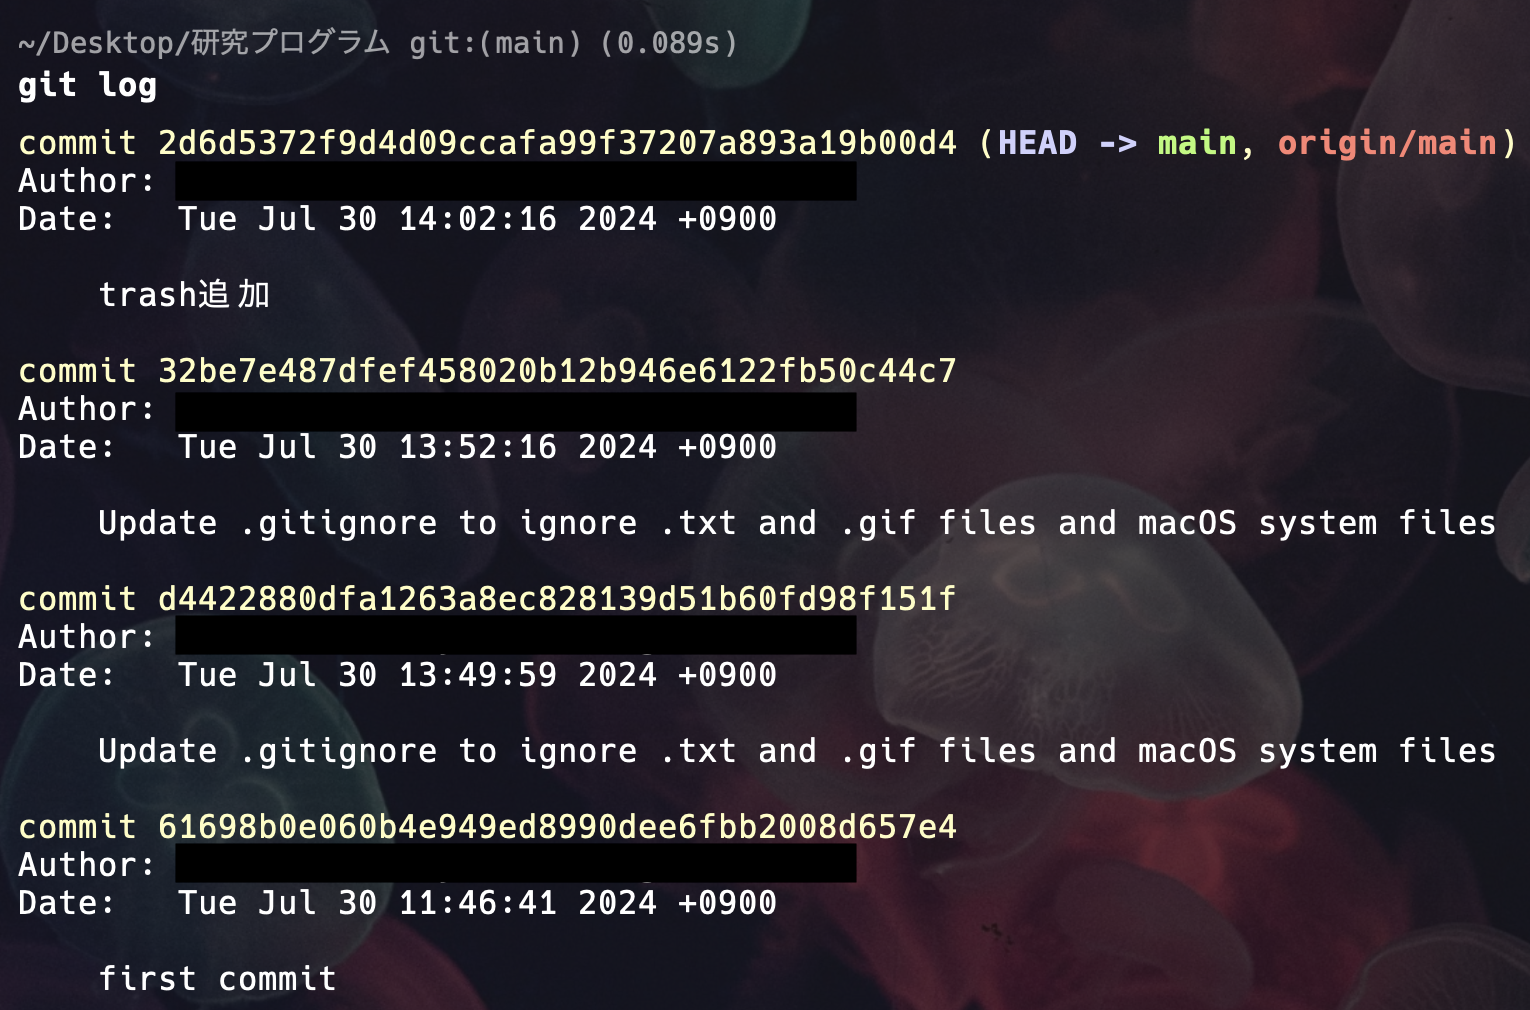 ~/Desktop/研究プログラム git:(main) (0.089s)
git log
commit 2d6d5372f9d4d09ccafa99f37207a893a19b00d4 (HEAD -> main, origin/main)
Author:
Date:   Tue Jul 30 14:02:16 2024 +0900
trash追加
commit 32be7e487dfef458020b12b946e6122fb50c44c7
Author:
Date:   Tue Jul 30 13:52:16 2024 +0900
Update .gitignore to ignore .txt and .gif files and macOS system files
commit d4422880dfa1263a8ec828139d51b60fd98f151f
Author:
Date:   Tue Jul 30 13:49:59 2024 +0900
Update .gitignore to ignore .txt and .gif files and macOS system files
commit 61698b0e060b4e949ed8990dee6fbb2008d657e4
Author:
Date:   Tue Jul 30 11:46:41 2024 +0900
first commit